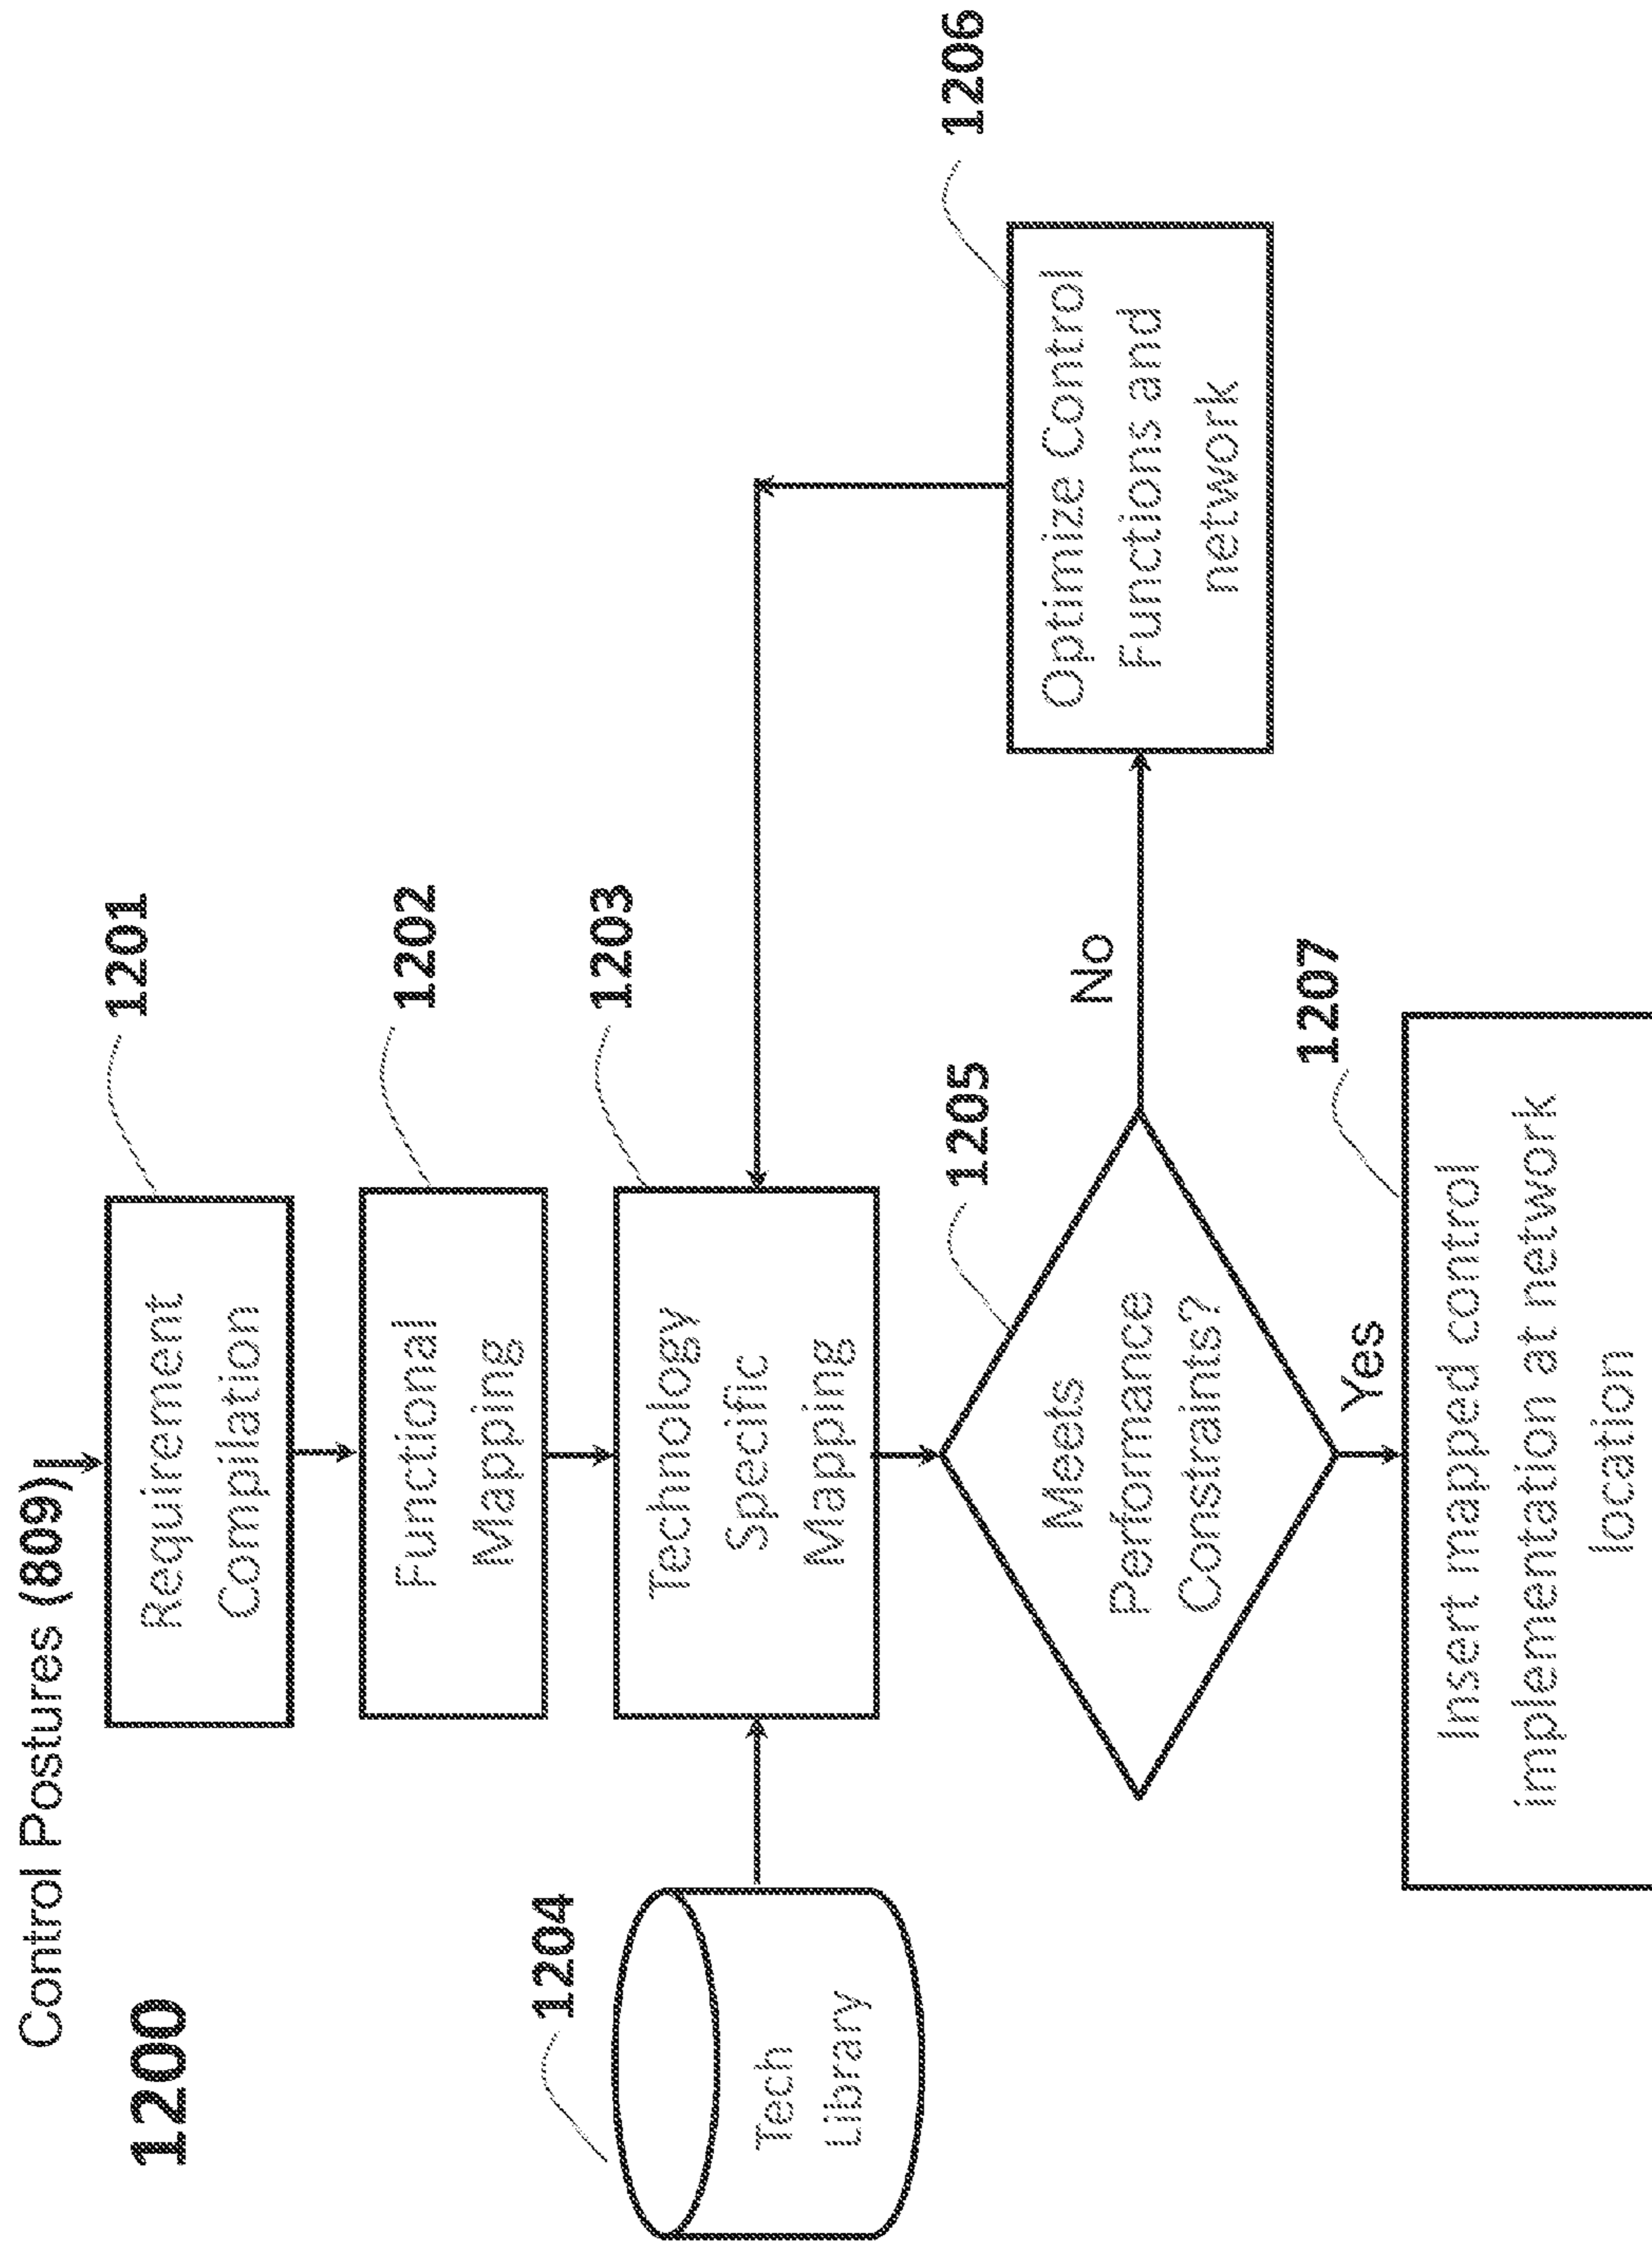 Control Postures (809)
1200
1201
Requirement
Compilation
1202
Functional
Mapping
1203
Technology
Specific
Mapping
1204
Tech
Library
1205
Meets
Performance
Constraints?
No
1206
Optimize Control
Functions and
network
Yes
1207
Insert mapped control
implementation at network
location